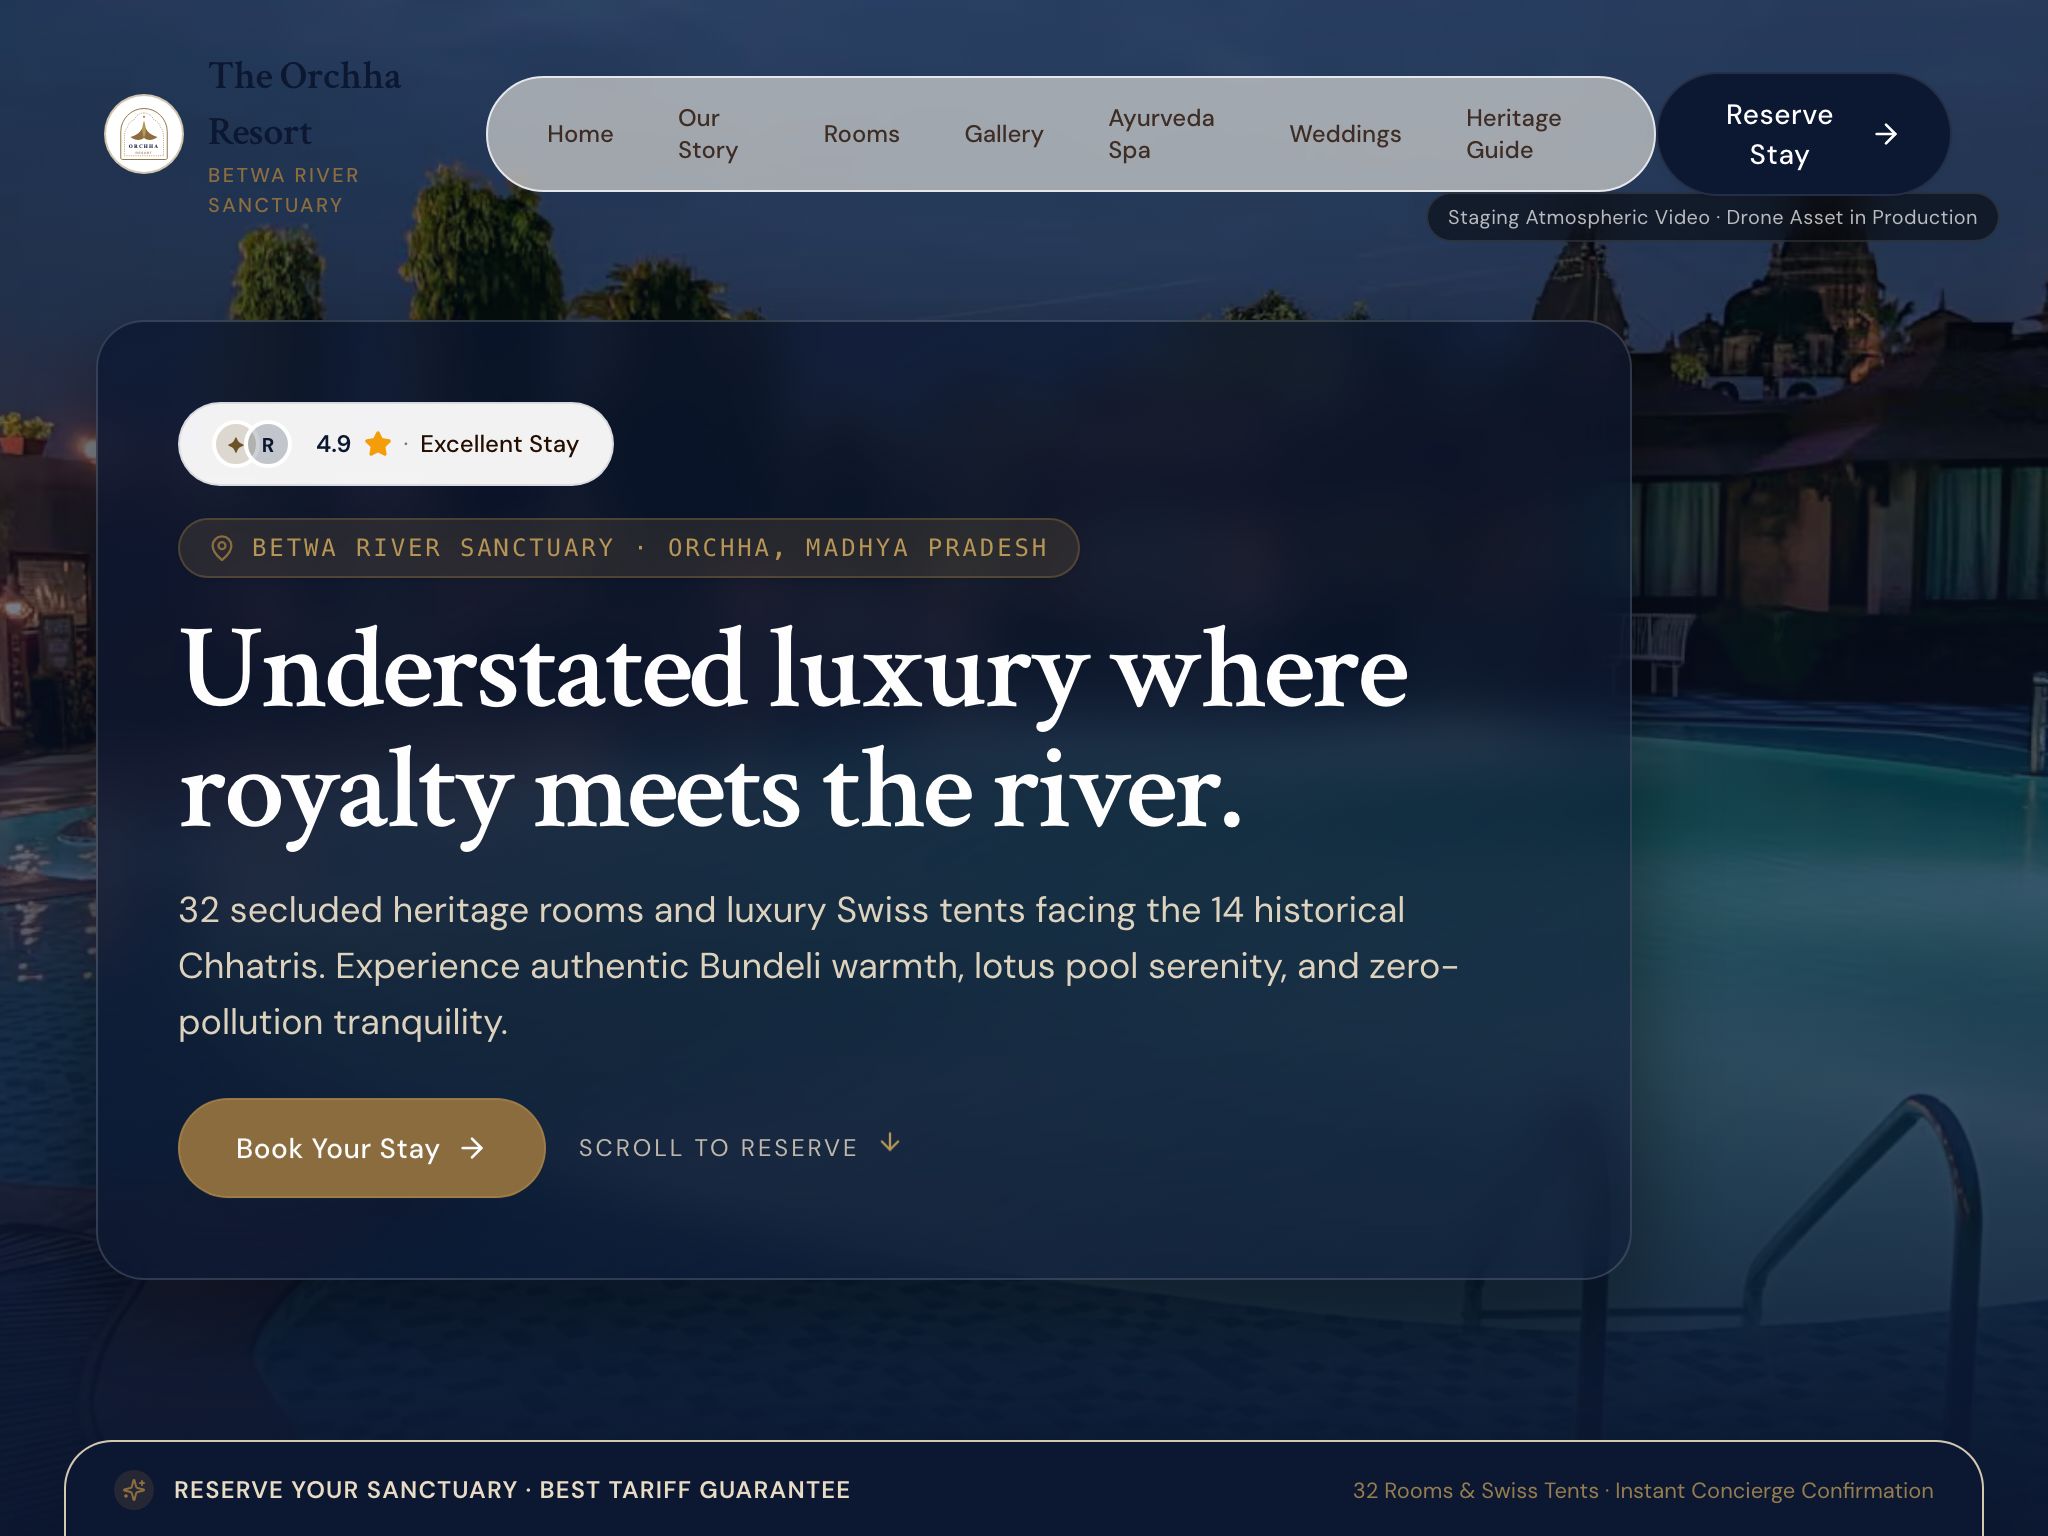 The Orchha
Resort
BETWA RIVER
SANCTUARY
ORCHHA
Home
Our
Story
Rooms
Gallery
Ayurveda
Spa
Weddings
Heritage
Guide
Reserve
Stay
Staging Atmospheric Video · Drone Asset in Production
R 4.9 · Excellent Stay
BETWA RIVER SANCTUARY · ORCHHA, MADHYA PRADESH
Understated luxury where
royalty meets the river.
32 secluded heritage rooms and luxury Swiss tents facing the 14 historical
Chhatris. Experience authentic Bundeli warmth, lotus pool serenity, and zero-
pollution tranquility.
Book Your Stay
SCROLL TO RESERVE
RESERVE YOUR SANCTUARY · BEST TARIFF GUARANTEE
32 Rooms & Swiss Tents · Instant Concierge Confirmation